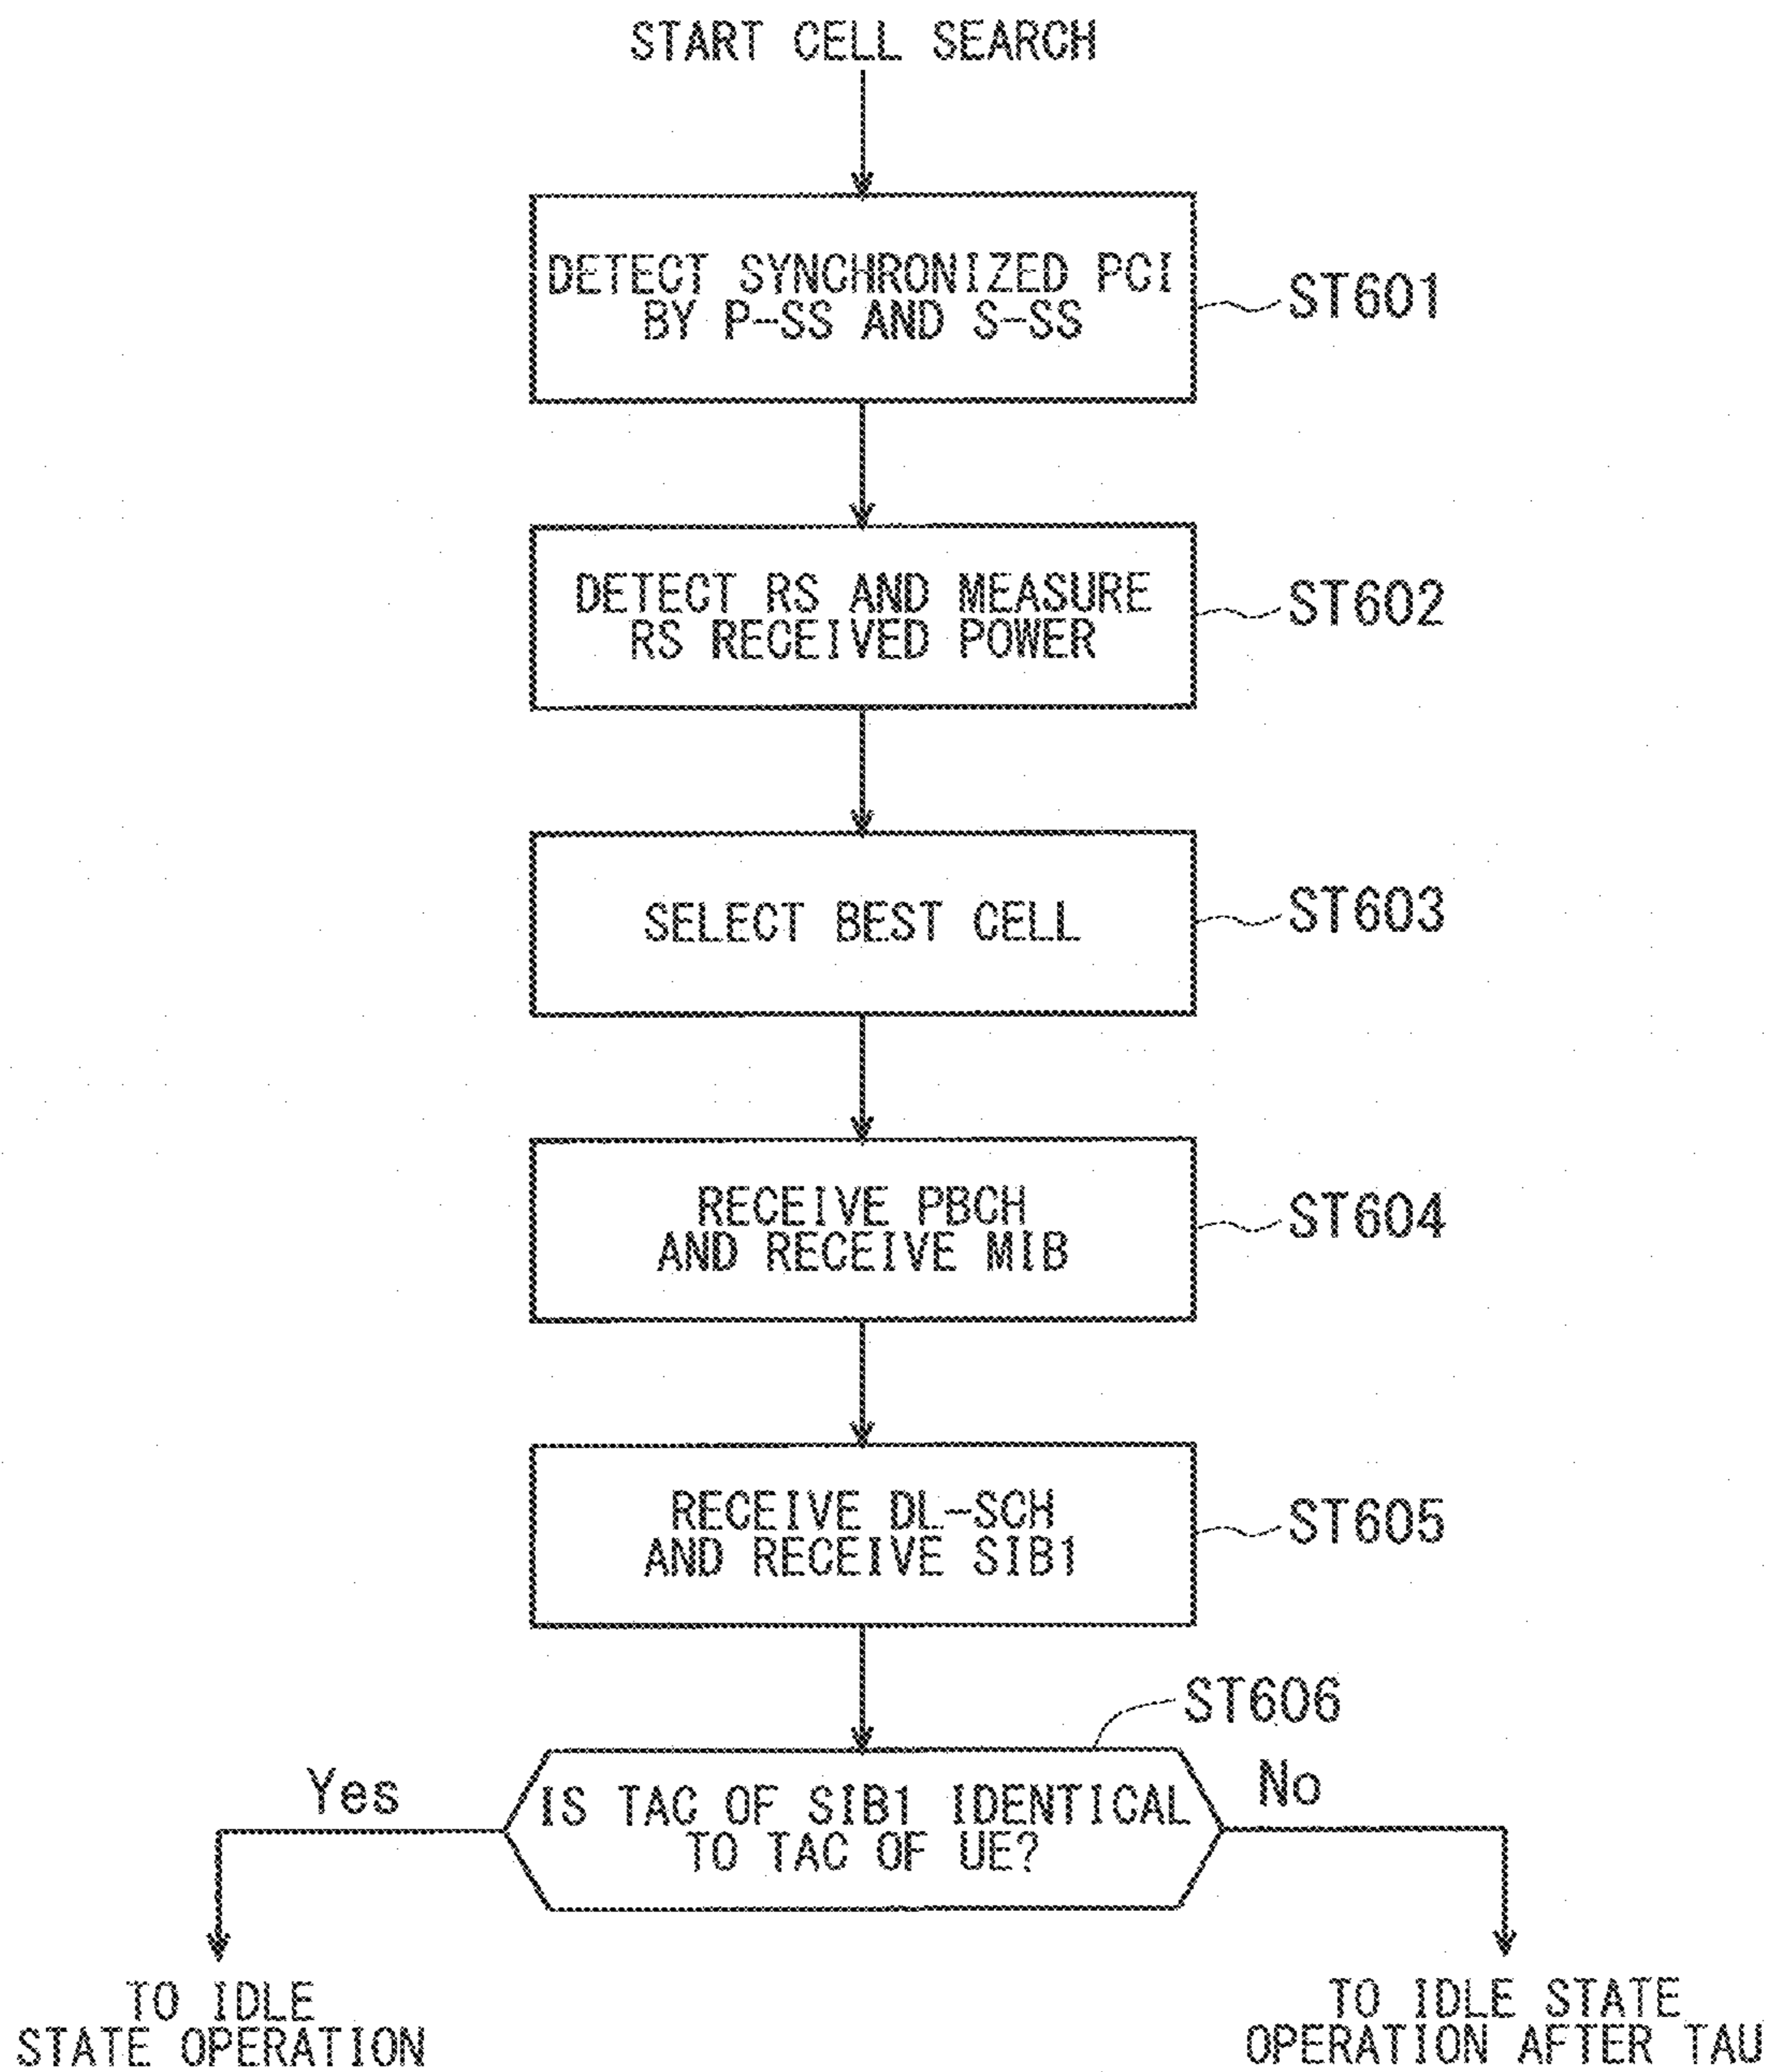 START CELL SEARCH
DETECT SYNCHRONIZED PCI
BY P-SS AND S-SS
ST601
DETECT RS AND MEASURE
RS RECEIVED POWER
ST602
SELECT BEST CELL
ST603
RECEIVE PBCH
AND RECEIVE MIB
ST604
RECEIVE DL-SCH
AND RECEIVE SIB1
ST605
ST606
Yes
IS TAC OF SIB1 IDENTICAL
TO TAC OF UE?
No
TO IDLE
STATE OPERATION
TO IDLE STATE
OPERATION AFTER TAU